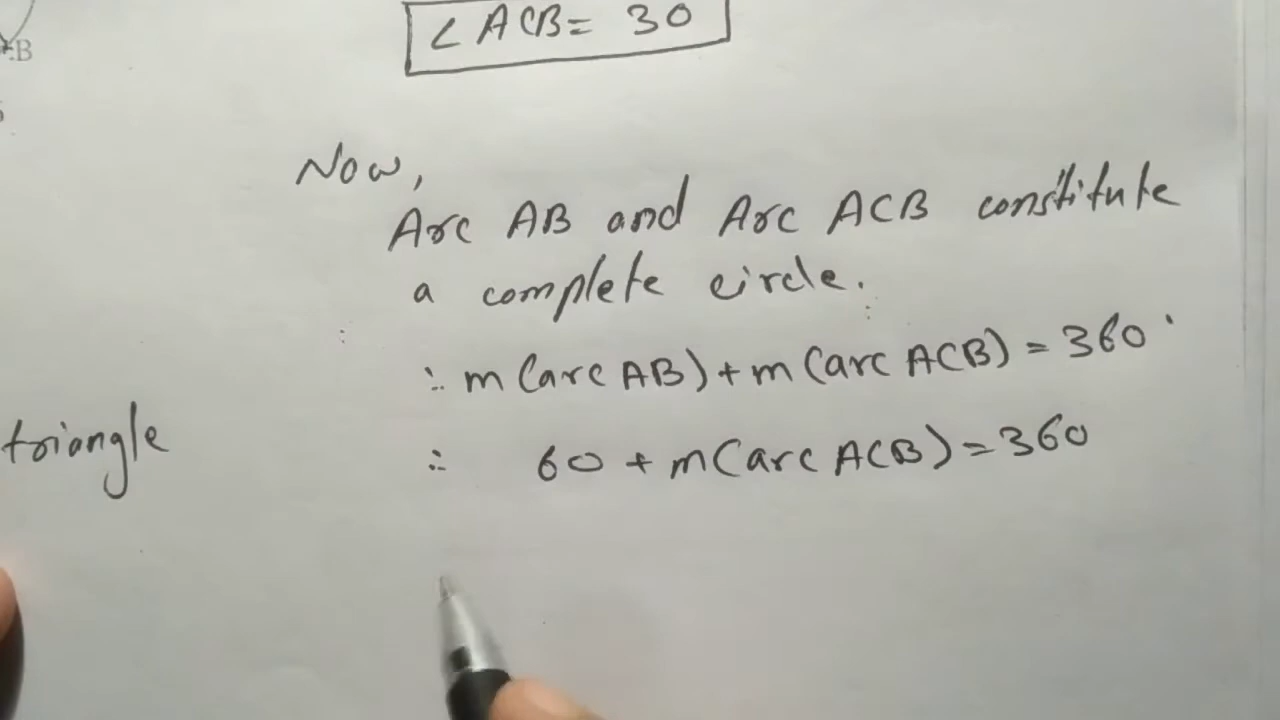 ∠ACB = 30
B
Now,
Arc AB and Arc ACB constitute
a complete circle.
∴ m(arc AB) + m(arc ACB) = 360°
triangle
∴ 60 + m(arc ACB) = 360